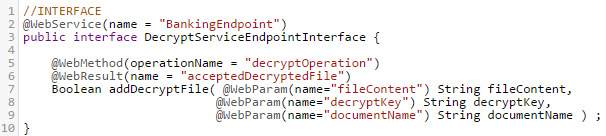 1 //INTERFACE
2 @WebService(name = "BankingEndpoint")
3 public interface DecryptServiceEndpointInterface {
4
5     @WebMethod(operationName = "decryptOperation")
6     @WebResult(name = "acceptedDecryptedFile")
7     Boolean addDecryptFile( @WebParam(name="fileContent") String fileContent,
8                             @WebParam(name="decryptKey") String decryptKey,
9                             @WebParam(name="documentName") String documentName ) ;
10 }